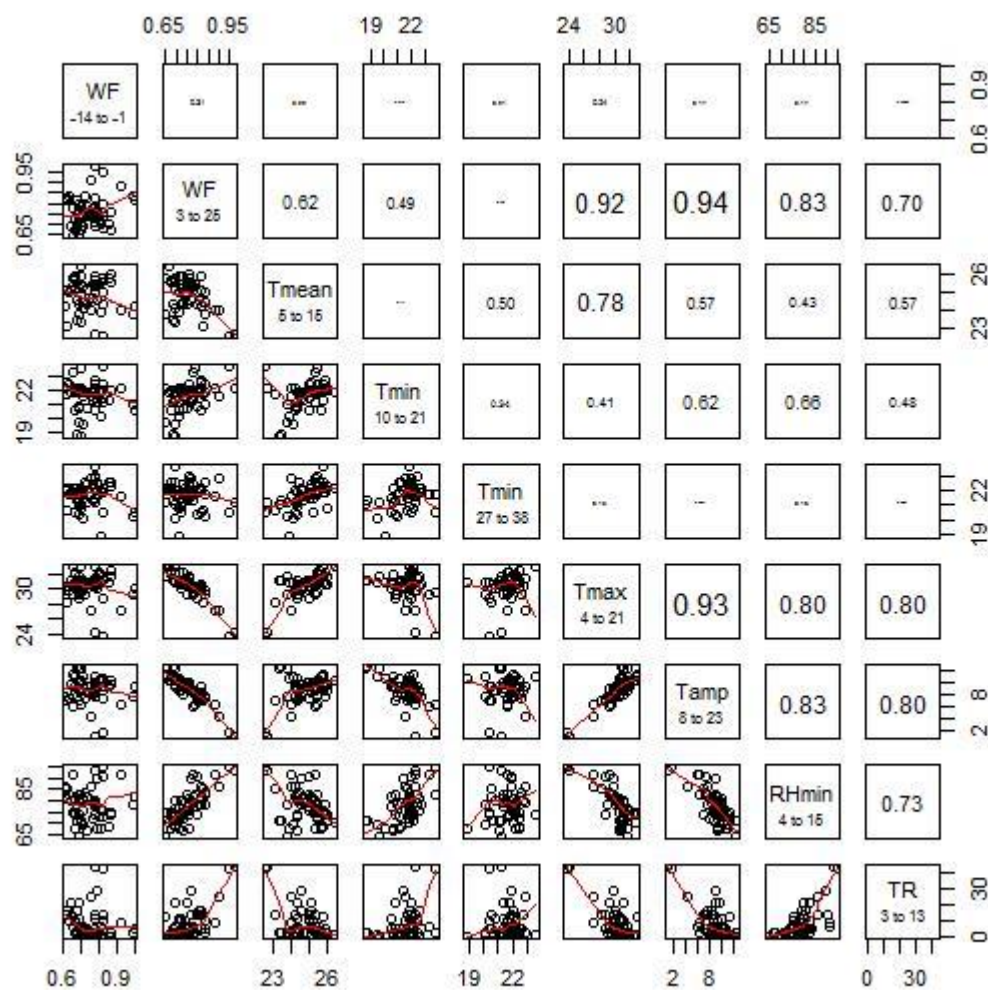 0.65 0.95 19 22 24 30 65 85
WF
-14 to -1
0.6 0.9
0.65 0.95
WF
3 to 25
0.62 0.49 0.92 0.94 0.83 0.70
Tmean
5 to 15
0.50 0.78 0.57 0.43 0.57
23 26
19 22
Tmin
10 to 21
0.41 0.62 0.66 0.48
Tmin
27 to 38
19 22
24 30
Tmax
4 to 21
0.93 0.80 0.80
Tamp
8 to 23
0.83 0.80
2 8
65 85
RHmin
4 to 15
0.73
TR
3 to 13
0 30
0.6 0.9 23 26 19 22 2 8 0 30